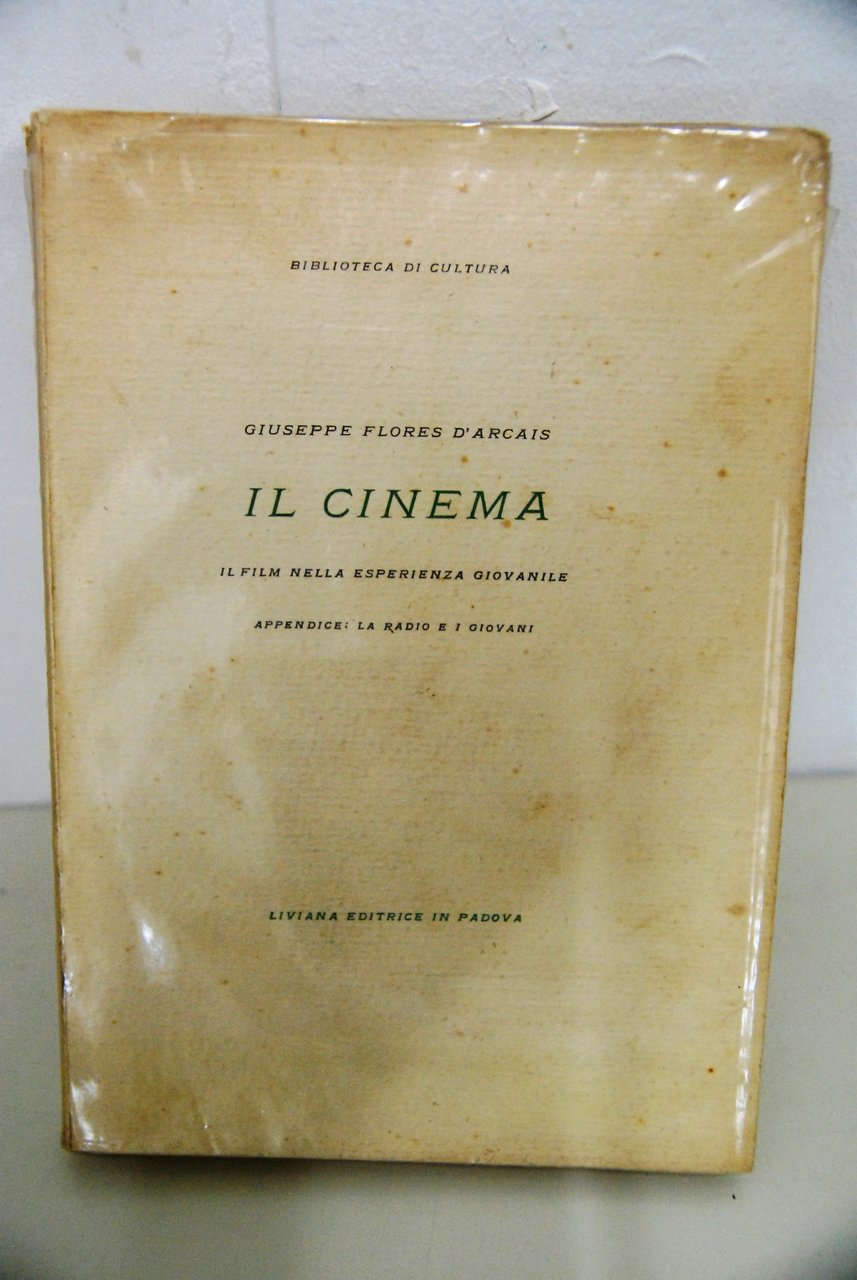 BIBLIOTECA DI CULTURA
GIUSEPPE FLORES D'ARCAIS
IL CINEMA
IL FILM NELLA ESPERIENZA GIOVANILE
APPENDICE: LA RADIO E I GIOVANI
LIVIANA EDITRICE IN PADOVA